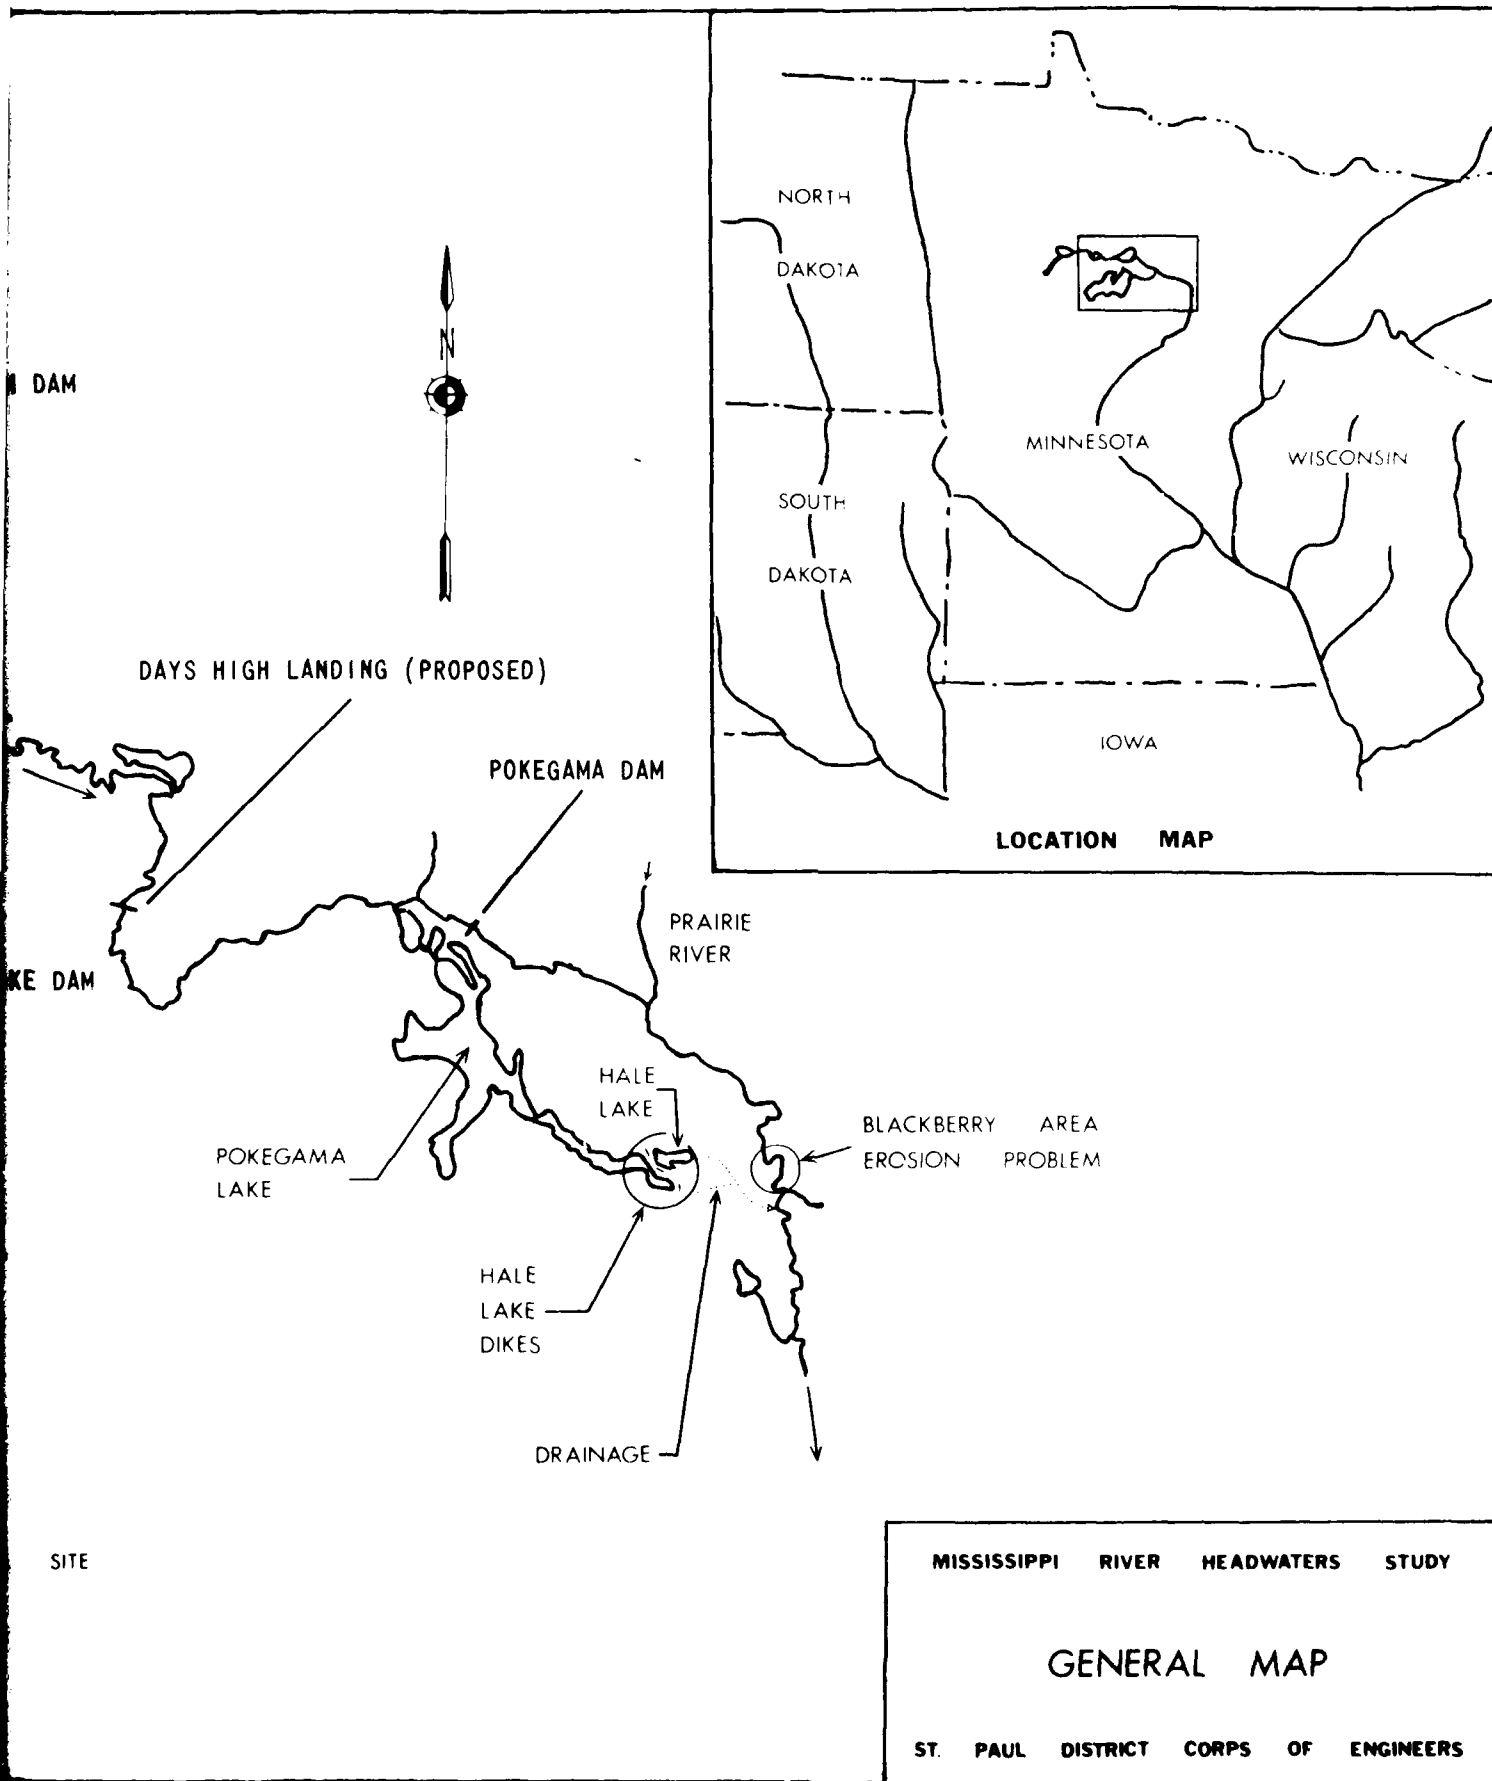 NORTH
DAKOTA
N
DAM
MINNESOTA
WISCONSIN
SOUTH
DAKOTA
IOWA
LOCATION MAP
DAYS HIGH LANDING (PROPOSED)
POKEGAMA DAM
PRAIRIE
RIVER
KE DAM
HALE
LAKE
BLACKBERRY AREA
EROSION PROBLEM
POKEGAMA
LAKE
HALE
LAKE
DIKES
DRAINAGE
SITE
MISSISSIPPI RIVER HEADWATERS STUDY
GENERAL MAP
ST. PAUL DISTRICT CORPS OF ENGINEERS